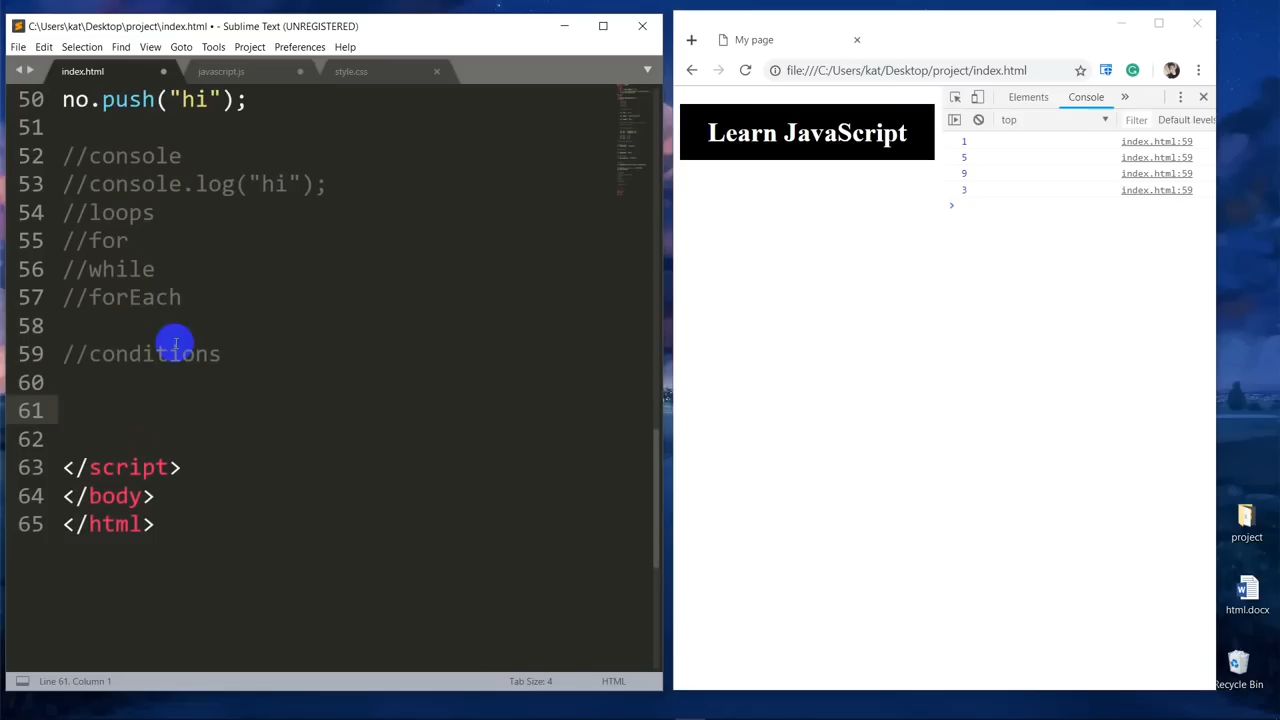 C:\Users\kat\Desktop\project\index.html • - Sublime Text (UNREGISTERED)
File Edit Selection Find View Goto Tools Project Preferences Help
index.html javascript.js style.css
50 no.push("hi");
51
52 //console
53 //console.log("hi");
54 //loops
55 //for
56 //while
57 //forEach
58
59 //conditions
60
61
62
63 </script>
64 </body>
65 </html>
Line 61, Column 1 Tab Size: 4 HTML
My page
file:///C:/Users/kat/Desktop/project/index.html
Learn JavaScript
Elements Console »
top Filter Default levels
1 index.html:59
5 index.html:59
9 index.html:59
3 index.html:59
>
project
html.docx
Recycle Bin